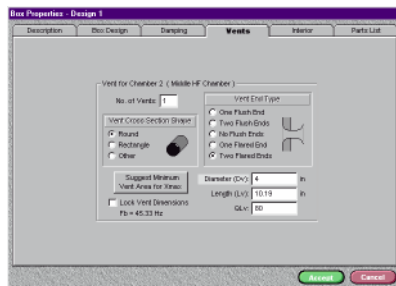 Box Properties - Design 1
Description Box Design Damping Vents Interior Parts List
Vent for Chamber 2 ( Middle HF Chamber )
No. of Vents: 1
Vent End Type
One Flush End
Two Flush Ends
No Flush Ends
One Flared End
Two Flared Ends
Vent Cross Section Shape
Round
Rectangle
Other
Suggest Minimum
Vent Area for Xmax
Lock Vent Dimensions
Fb = 45.33 Hz
Diameter (Dv): 4 in
Length (Lv): 10.19 in
QLv: 60
Accept Cancel